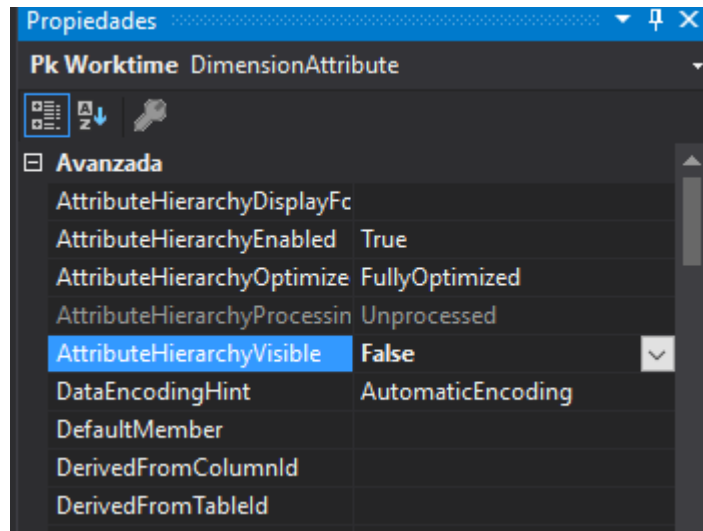 Propiedades
Pk Worktime DimensionAttribute
Avanzada
AttributeHierarchyDisplayFc
AttributeHierarchyEnabled True
AttributeHierarchyOptimize FullyOptimized
AttributeHierarchyProcessin Unprocessed
AttributeHierarchyVisible False
DataEncodingHint AutomaticEncoding
DefaultMember
DerivedFromColumnId
DerivedFromTableId